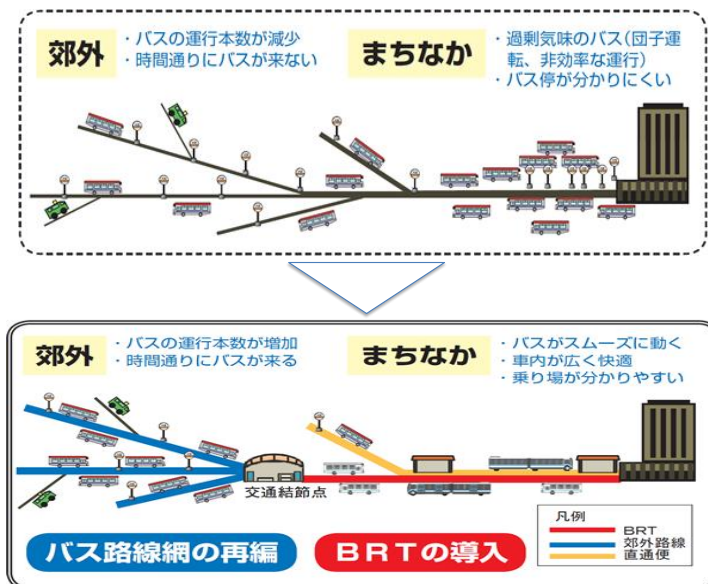 郊外
・バスの運行本数が減少
・時間通りにバスが来ない
まちなか
・過剰気味のバス(団子運
転、非効率な運行)
・バス停が分かりにくい
郊外
・バスの運行本数が増加
・時間通りにバスが来る
まちなか
・バスがスムーズに動く
・車内が広く快適
・乗り場が分かりやすい
交通結節点
バス路線網の再編
BRTの導入
凡例
BRT
郊外路線
直通便